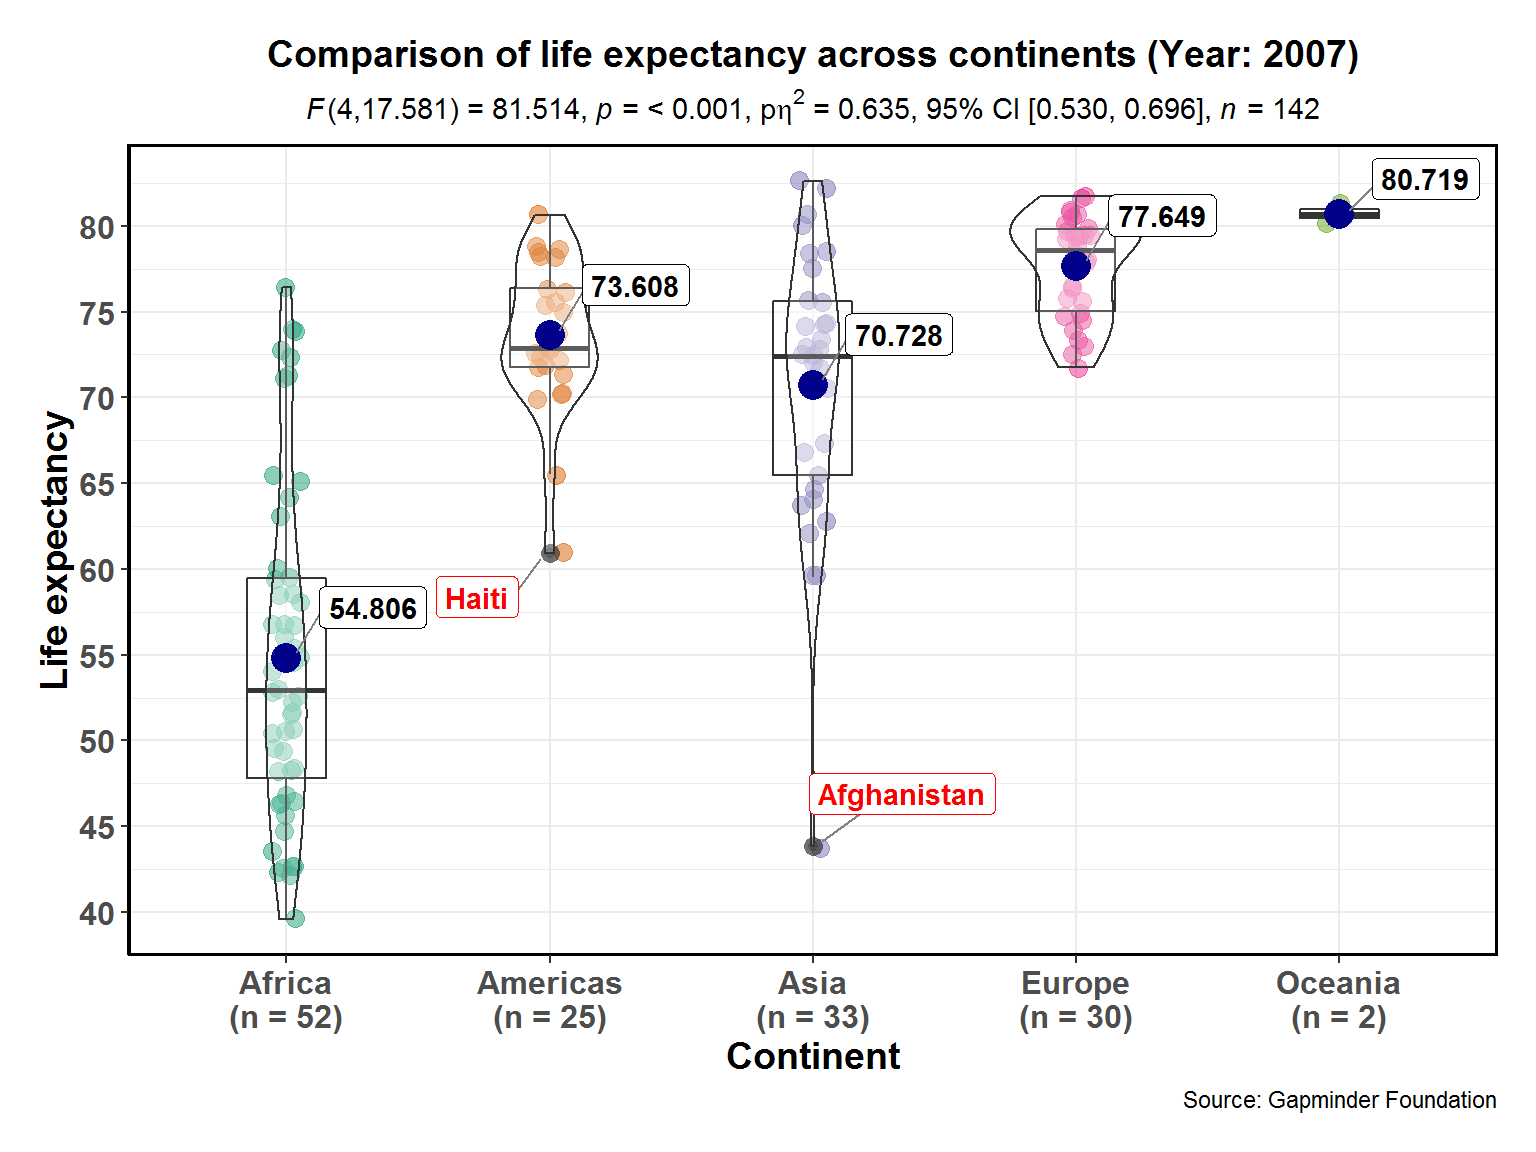 Comparison of life expectancy across continents (Year: 2007)
F(4,17.581) = 81.514, p = < 0.001, pη² = 0.635, 95% CI [0.530, 0.696], n = 142
80.719
77.649
73.608
70.728
Haiti
54.806
Afghanistan
Life expectancy
80
75
70
65
60
55
50
45
40
Africa
(n = 52)
Americas
(n = 25)
Asia
(n = 33)
Europe
(n = 30)
Oceania
(n = 2)
Continent
Source: Gapminder Foundation